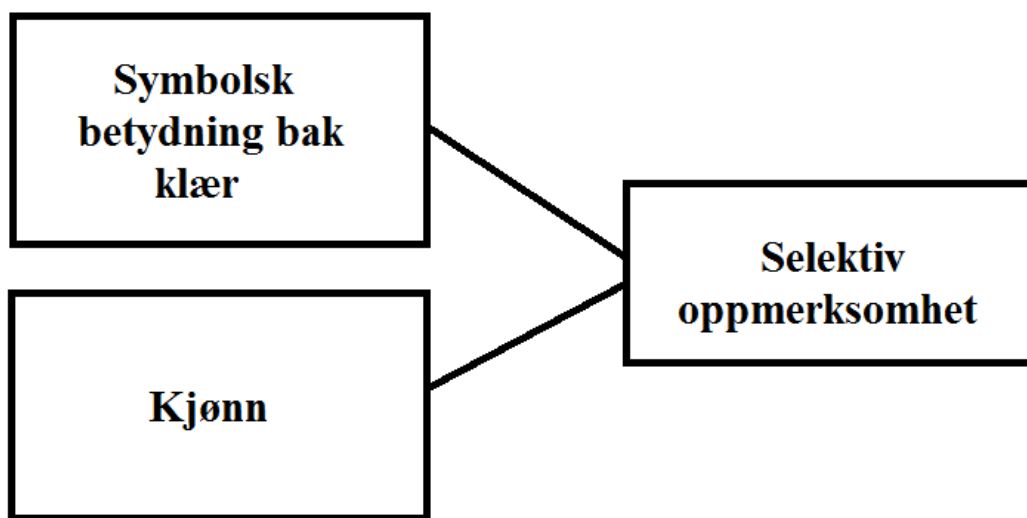 Symbolsk
betydning bak
klær
Kjønn
Selektiv
oppmerksomhet